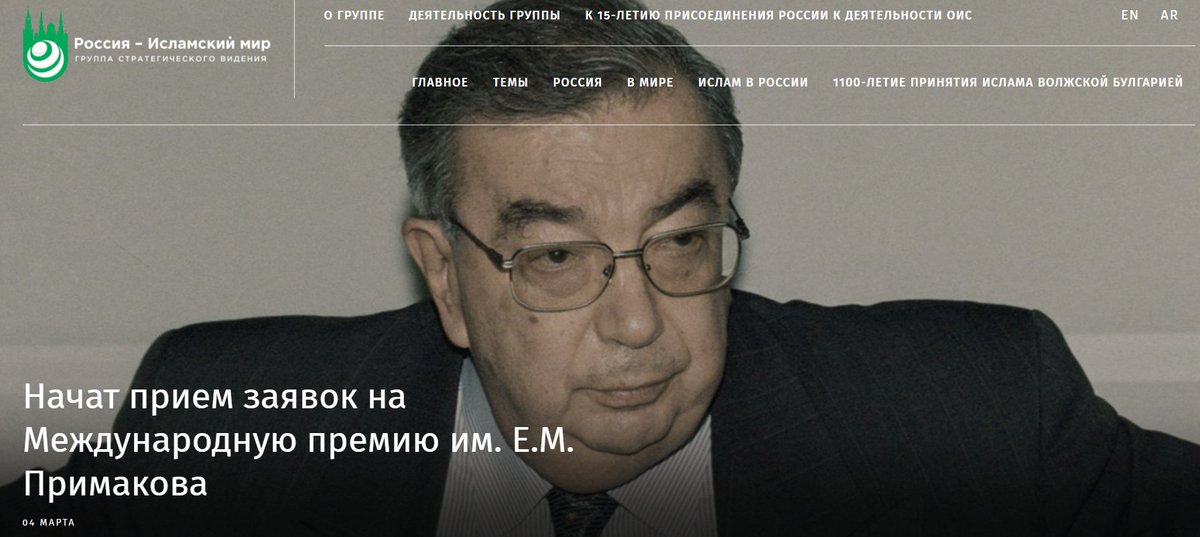 О ГРУППЕ ДЕЯТЕЛЬНОСТЬ ГРУППЫ К 15-ЛЕТИЮ ПРИСОЕДИНЕНИЯ РОССИИ К ДЕЯТЕЛЬНОСТИ ОИС EN AR
Россия – Исламский мир
ГРУППА СТРАТЕГИЧЕСКОГО ВИДЕНИЯ
ГЛАВНОЕ ТЕМЫ РОССИЯ В МИРЕ ИСЛАМ В РОССИИ 1100-ЛЕТИЕ ПРИНЯТИЯ ИСЛАМА ВОЛЖСКОЙ БУЛГАРИЕЙ
Начат прием заявок на
Международную премию им. Е.М.
Примакова
04 МАРТА